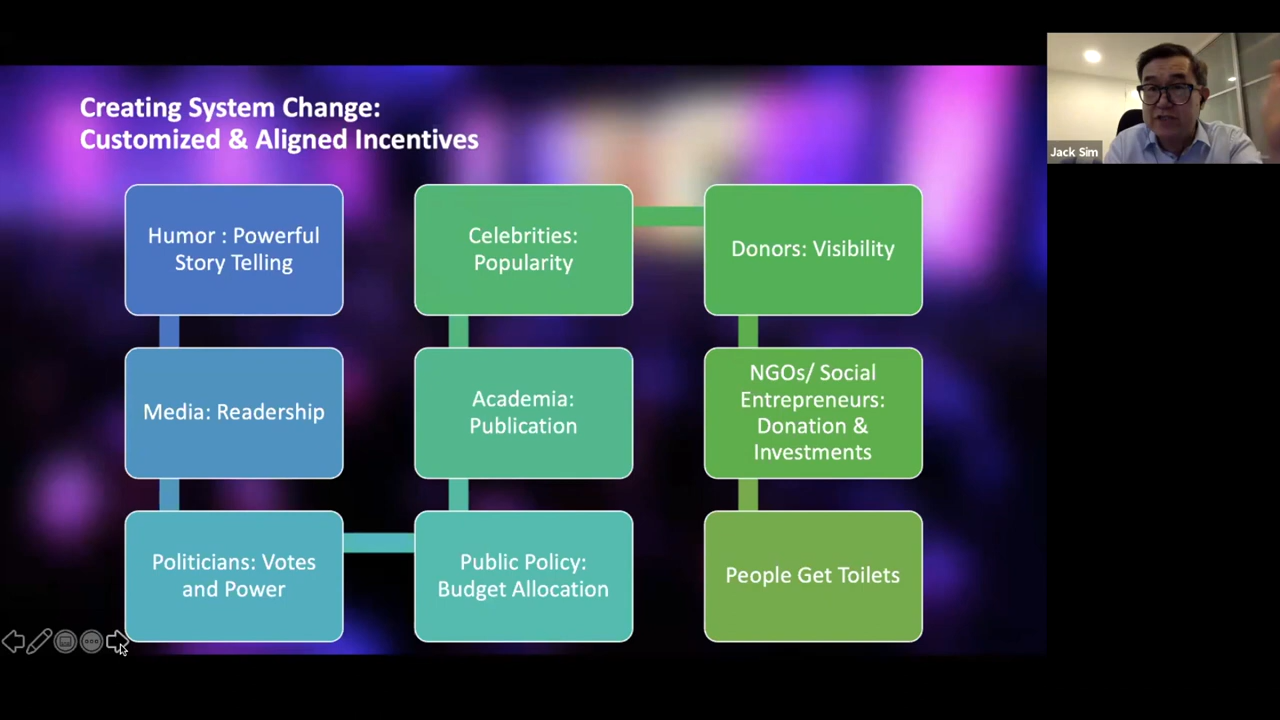 Creating System Change:
Customized & Aligned Incentives
Humor : Powerful
Story Telling
Media: Readership
Politicians: Votes
and Power
Public Policy:
Budget Allocation
Academia:
Publication
Celebrities:
Popularity
Donors: Visibility
NGOs/ Social
Entrepreneurs:
Donation &
Investments
People Get Toilets
Jack Sim